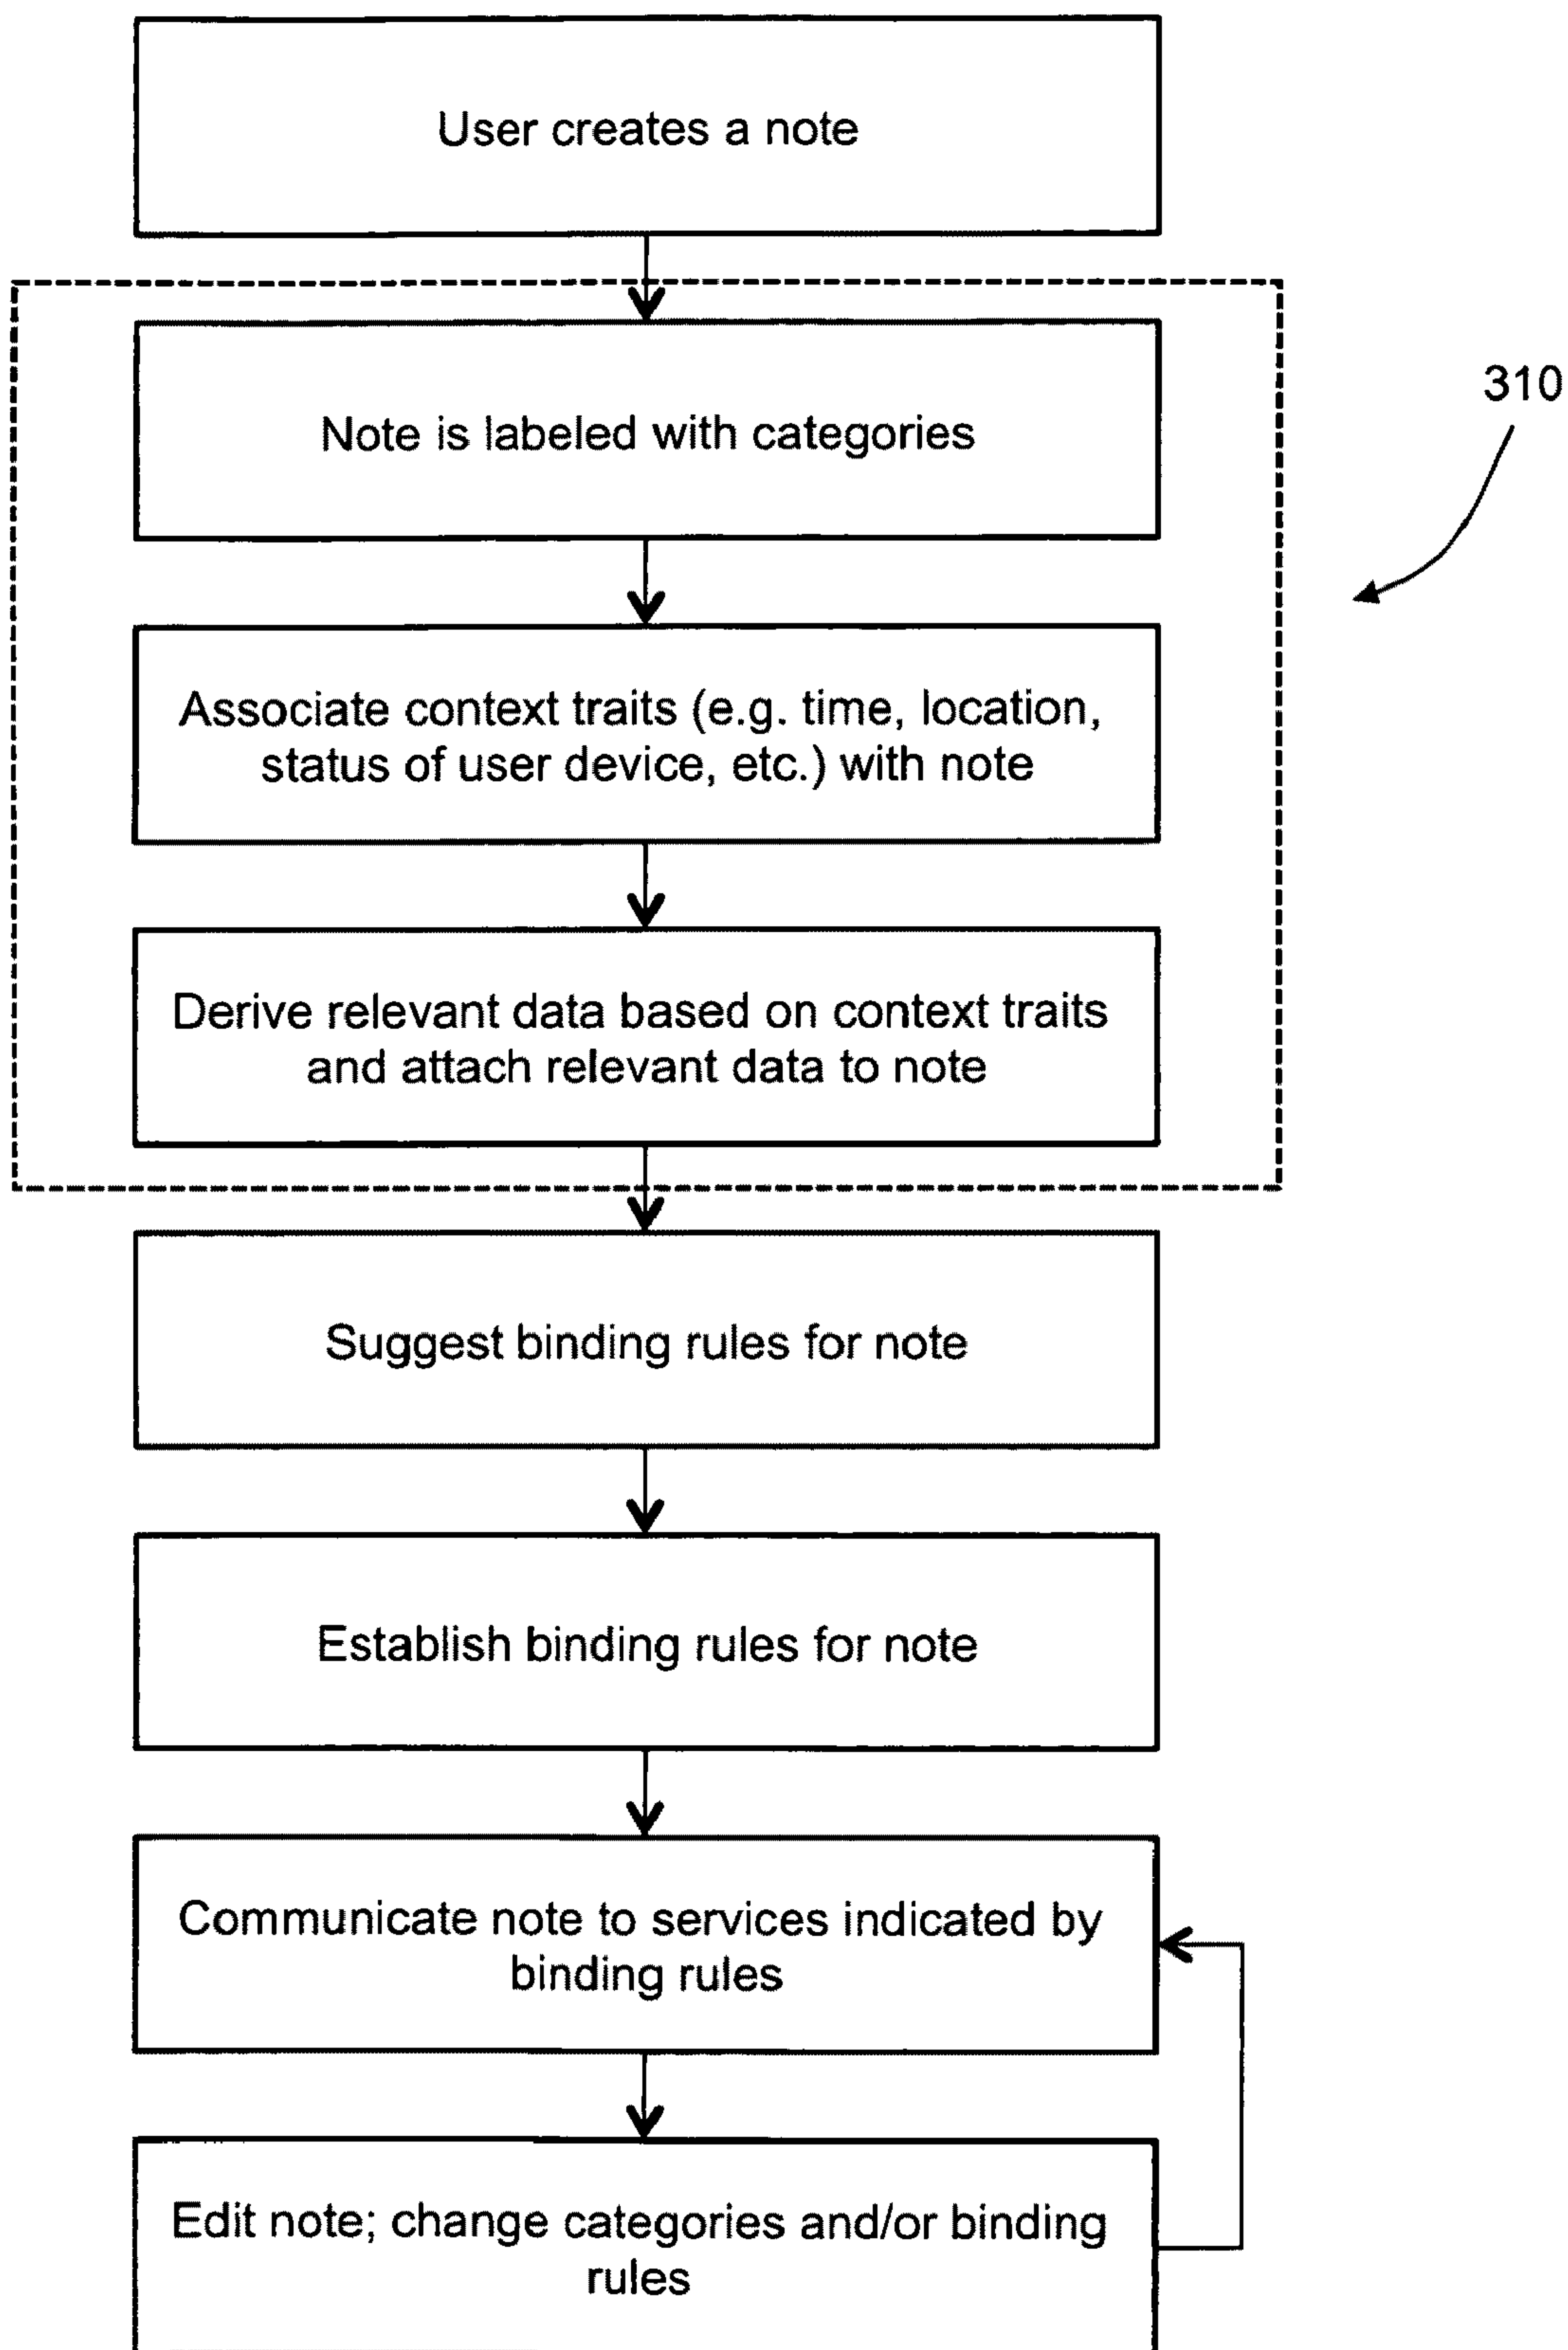 User creates a note
Note is labeled with categories
310
Associate context traits (e.g. time, location,
status of user device, etc.) with note
Derive relevant data based on context traits
and attach relevant data to note
Suggest binding rules for note
Establish binding rules for note
Communicate note to services indicated by
binding rules
Edit note; change categories and/or binding
rules